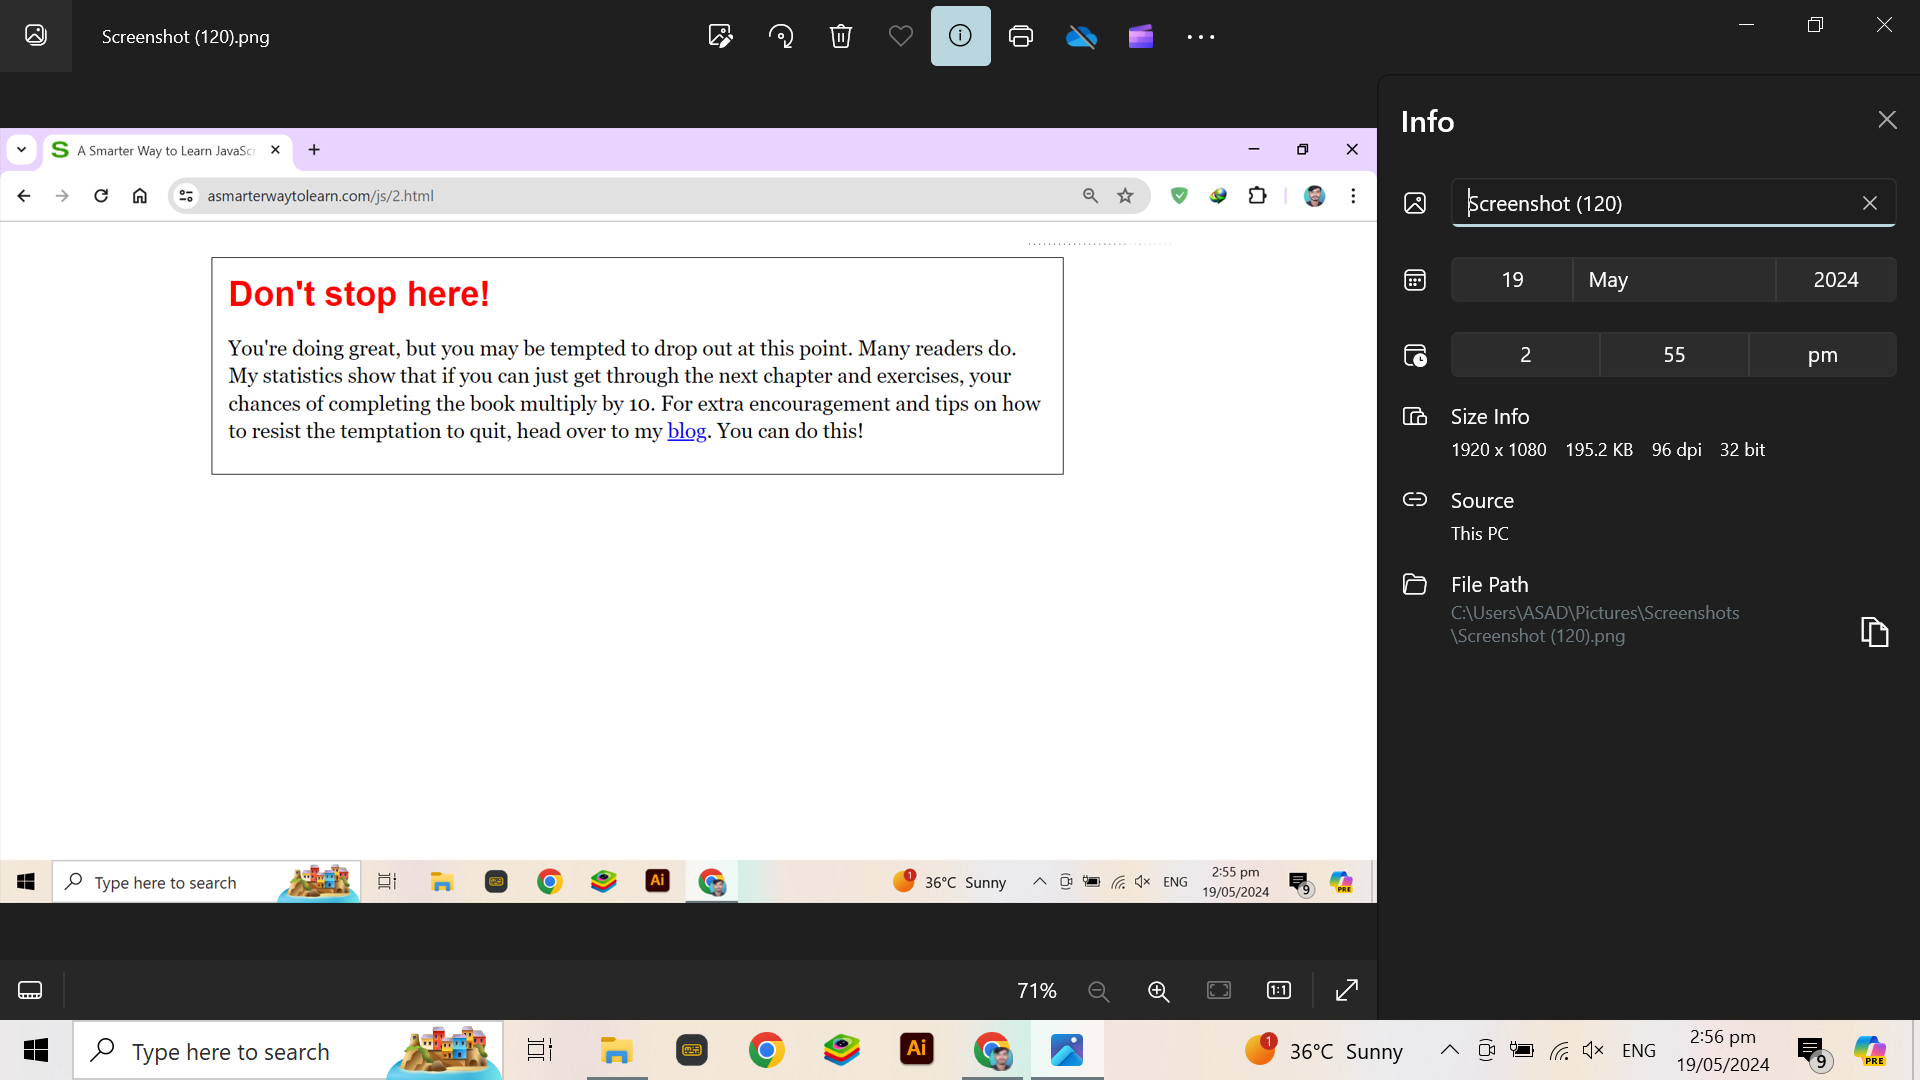 Screenshot (120).png
A Smarter Way to Learn JavaScr
asmarterwaytolearn.com/js/2.html
Don't stop here!
You're doing great, but you may be tempted to drop out at this point. Many readers do.
My statistics show that if you can just get through the next chapter and exercises, your
chances of completing the book multiply by 10. For extra encouragement and tips on how
to resist the temptation to quit, head over to my blog. You can do this!
Type here to search
Ai
1
36°C Sunny
ENG
2:55 pm
19/05/2024
9
PRE
Info
Screenshot (120)
19 May 2024
2 55 pm
Size Info
1920 x 1080 195.2 KB 96 dpi 32 bit
Source
This PC
File Path
C:\Users\ASAD\Pictures\Screenshots
\Screenshot (120).png
71%
1:1
Type here to search
Ai
1
36°C Sunny
ENG
2:56 pm
19/05/2024
9
PRE